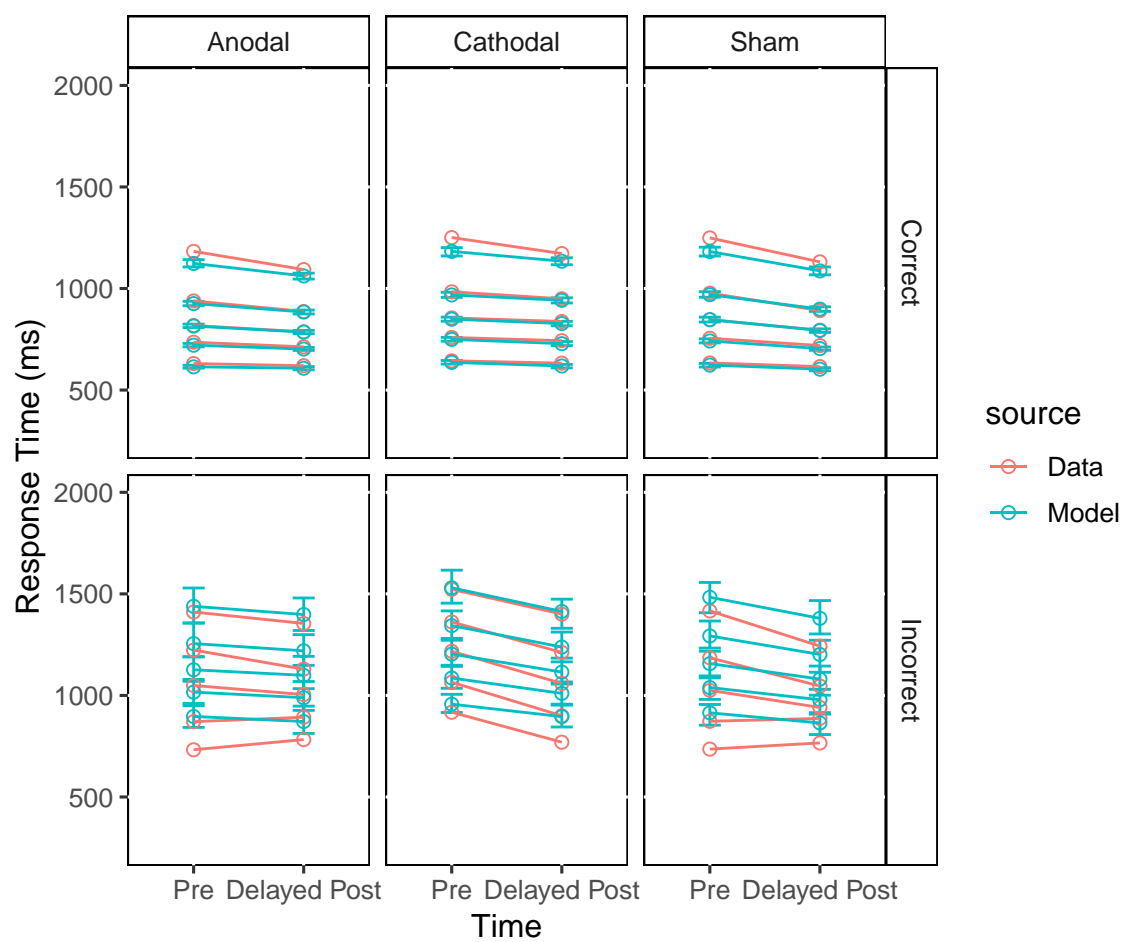 Anodal
Cathodal
Sham
Response Time (ms)
2000
1500
1000
500
Correct
2000
1500
1000
500
Incorrect
source
Data
Model
Pre Delayed Post
Pre Delayed Post
Pre Delayed Post
Time